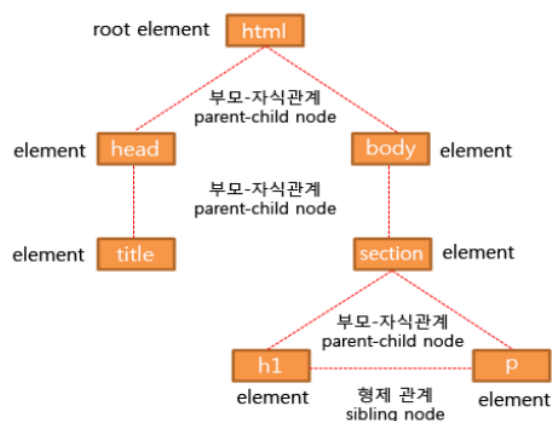 root element html
부모-자식관계
parent-child node
element head body element
부모-자식관계
parent-child node
element title section element
부모-자식관계
parent-child node
h1 p
element 형제 관계 element
sibling node